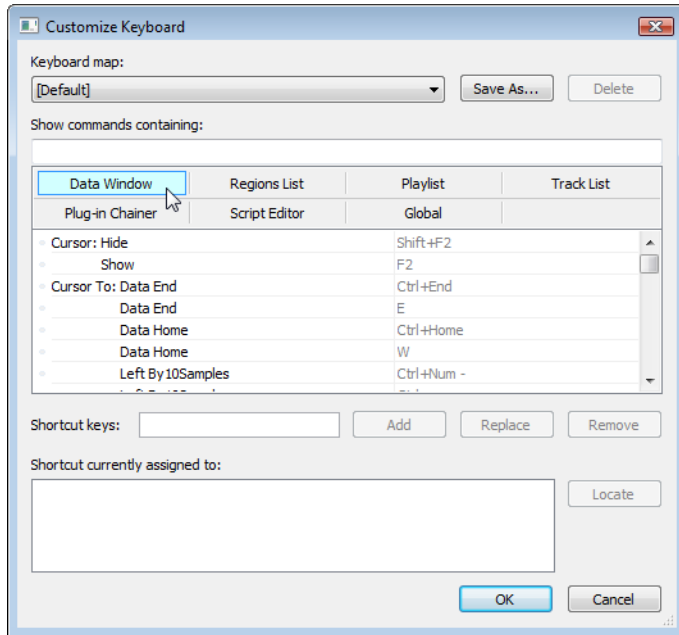 Customize Keyboard
Keyboard map:
[Default] Save As... Delete
Show commands containing:
Data Window Regions List Playlist Track List
Plug-in Chainer Script Editor Global
Cursor: Hide Shift+F2
Show F2
Cursor To: Data End Ctrl+End
Data End E
Data Home Ctrl+Home
Data Home W
Left By10Samples Ctrl+Num -
Shortcut keys: Add Replace Remove
Shortcut currently assigned to:
Locate
OK Cancel